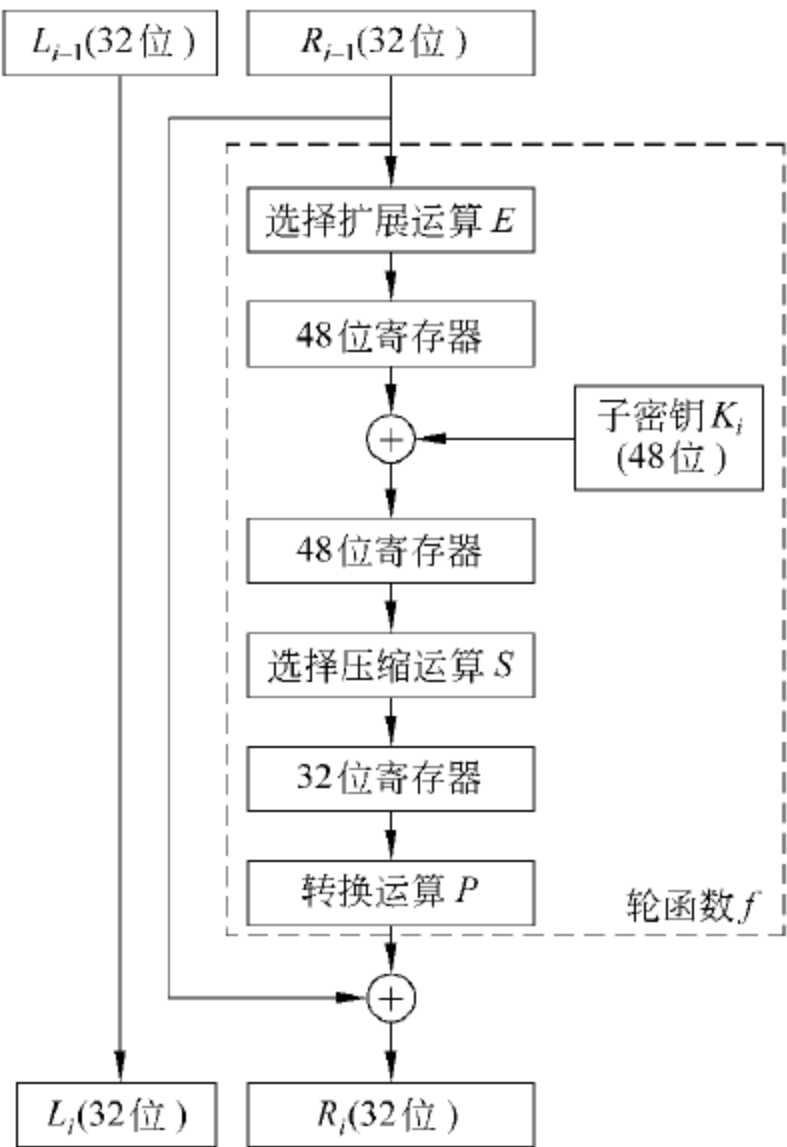 L_{i-1}(32位)
R_{i-1}(32位)
选择扩展运算 E
48位寄存器
子密钥 K_i
(48位)
48位寄存器
选择压缩运算 S
32位寄存器
转换运算 P
轮函数 f
L_i(32位)
R_i(32位)